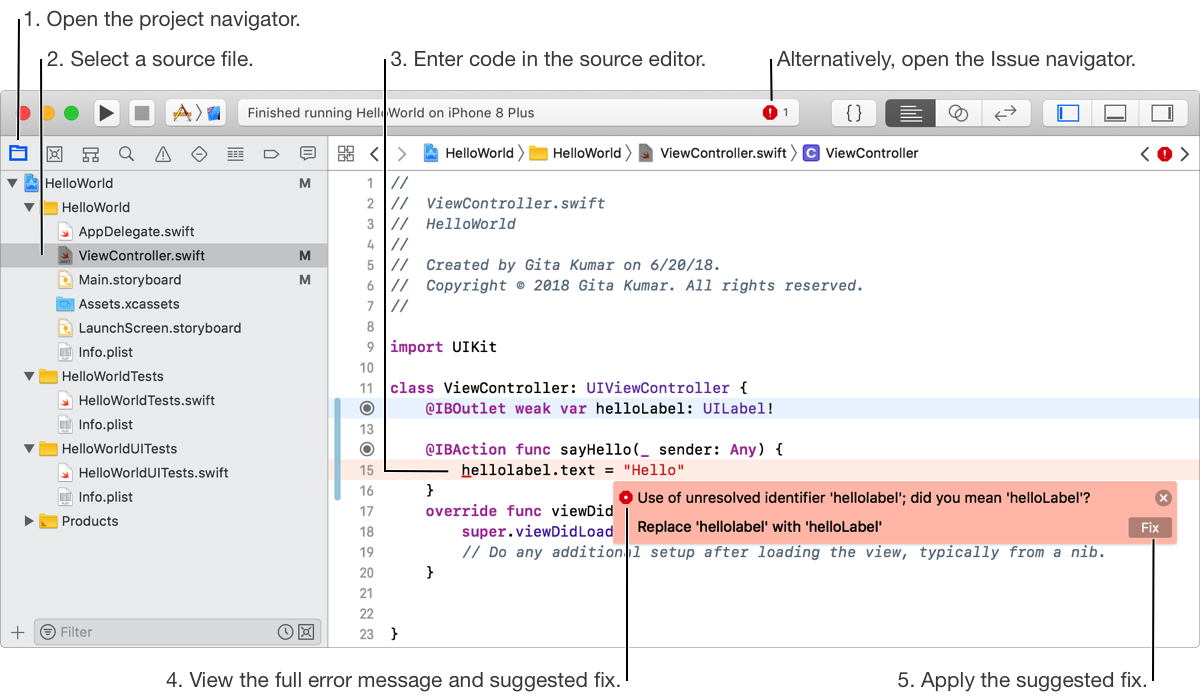 1. Open the project navigator.
2. Select a source file.
3. Enter code in the source editor.
Alternatively, open the Issue navigator.
Finished running HelloWorld on iPhone 8 Plus
1
{}
HelloWorld
HelloWorld
ViewController.swift
C
ViewController
HelloWorld M
HelloWorld
AppDelegate.swift
ViewController.swift M
Main.storyboard M
Assets.xcassets
LaunchScreen.storyboard
Info.plist
HelloWorldTests
HelloWorldTests.swift
Info.plist
HelloWorldUITests
HelloWorldUITests.swift
Info.plist
Products
Filter
1 //
2 //  ViewController.swift
3 //  HelloWorld
4 //
5 //  Created by Gita Kumar on 6/20/18.
6 //  Copyright © 2018 Gita Kumar. All rights reserved.
7 //
8
9 import UIKit
10
11 class ViewController: UIViewController {
@IBOutlet weak var helloLabel: UILabel!
13
@IBAction func sayHello(_ sender: Any) {
15 hellolabel.text = "Hello"
16 }
17 override func viewDid
18 super.viewDidLoad
19 // Do any additional setup after loading the view, typically from a nib.
20 }
21
22
23 }
Use of unresolved identifier 'hellolabel'; did you mean 'helloLabel'?
Replace 'hellolabel' with 'helloLabel'
Fix
4. View the full error message and suggested fix.
5. Apply the suggested fix.